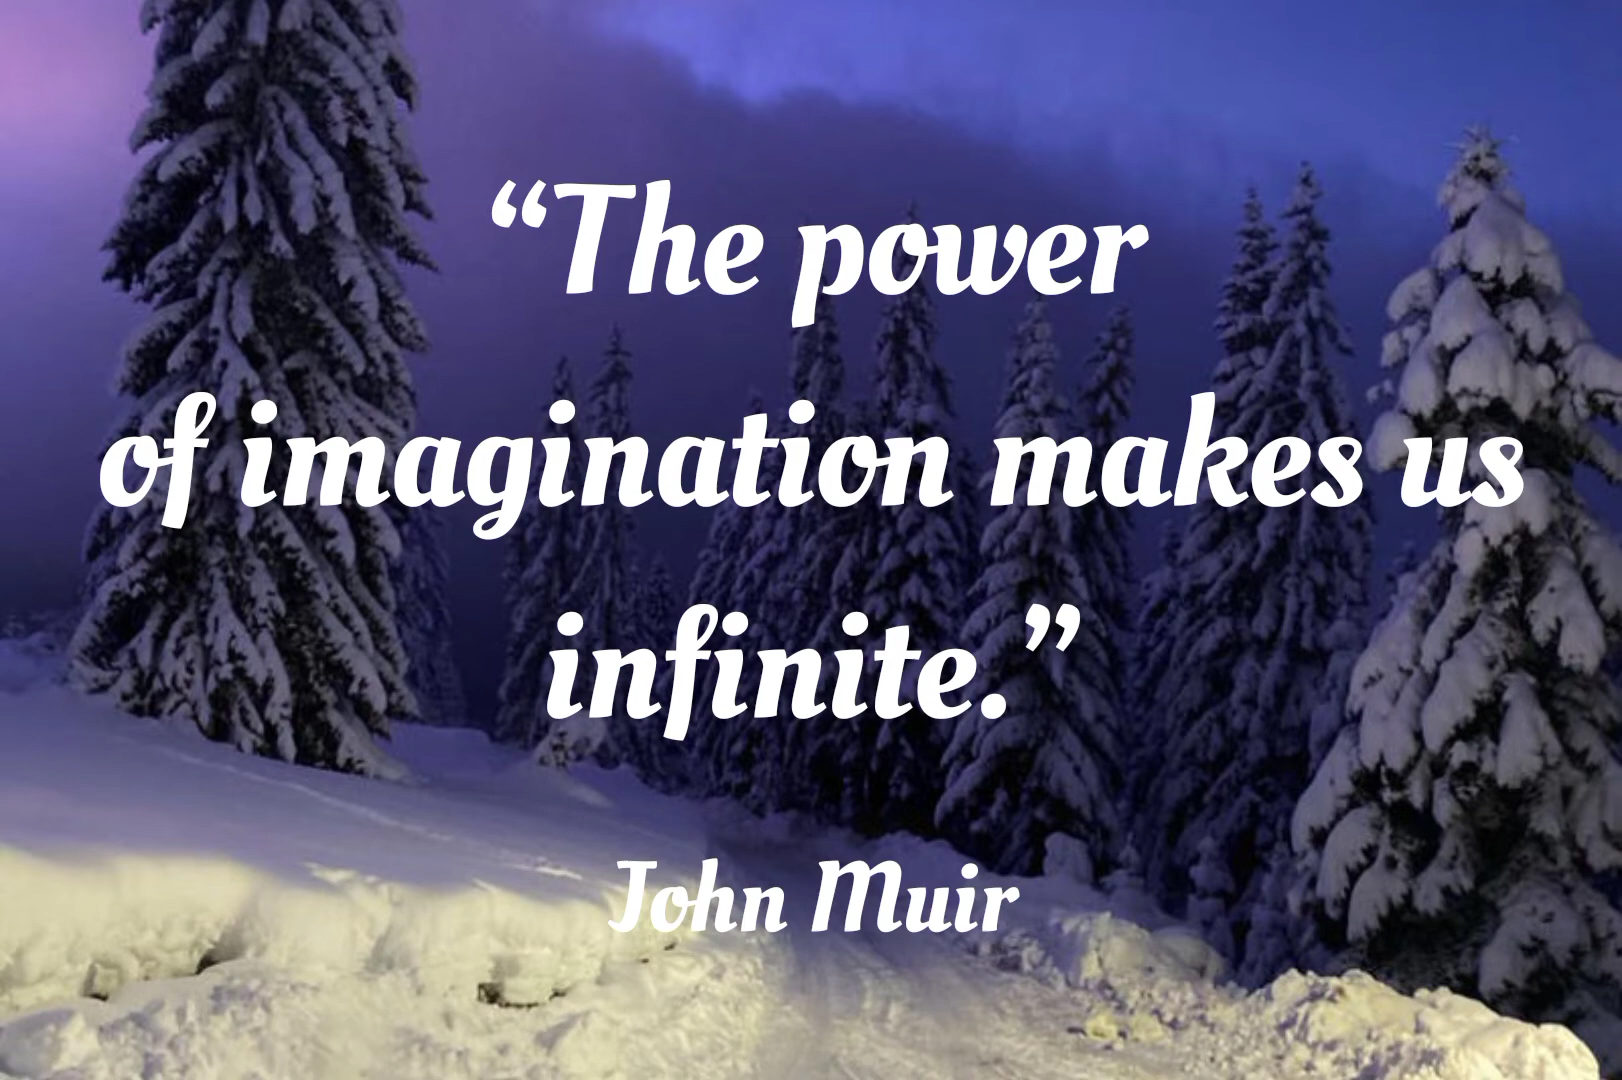 “The power
of imagination makes us
infinite.”
John Muir